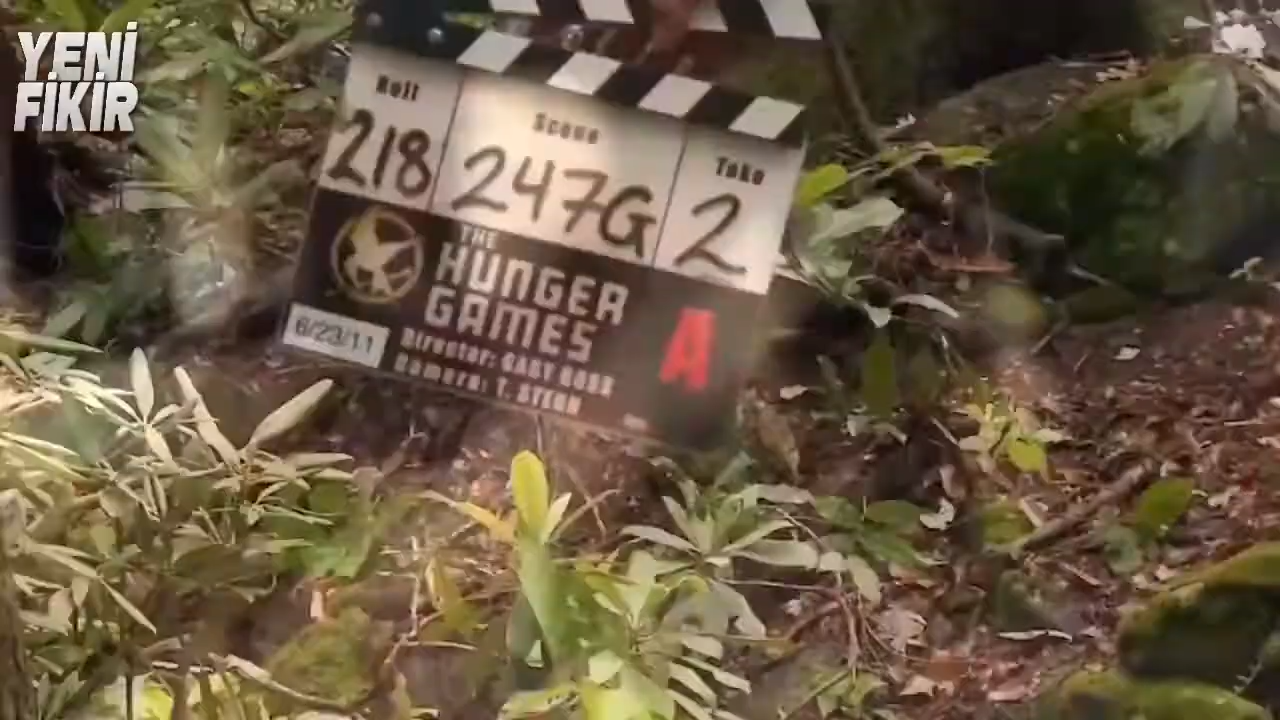 YENİ
FİKİR
Roll
Scene
Take
218
247G
2
THE
HUNGER
GAMES
A
6/23/11
Director: GARY ROSS
Camera: T. STERN